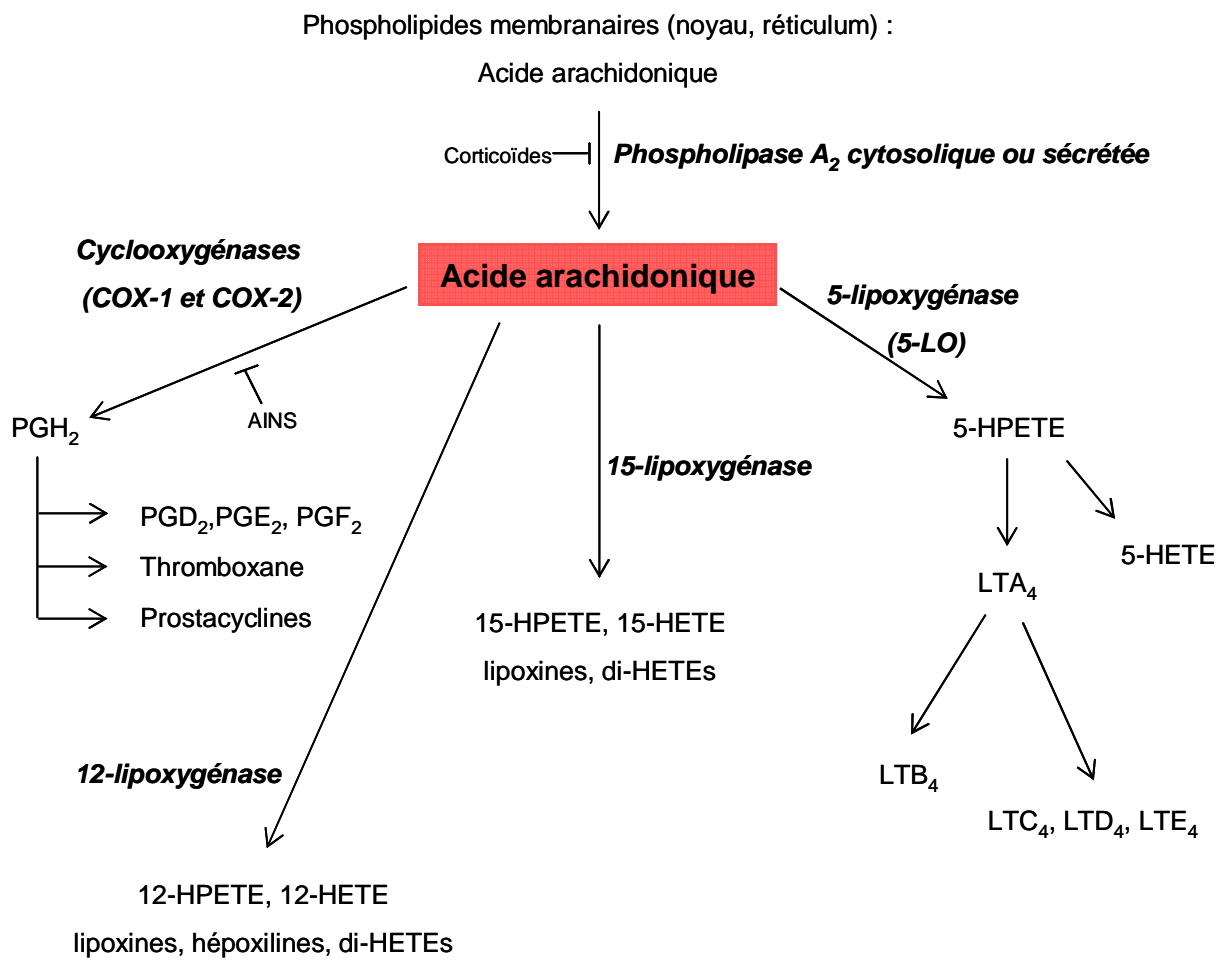 Phospholipides membranaires (noyau, réticulum) :
Acide arachidonique
Corticoïdes
Phospholipase A₂ cytosolique ou sécrétée
Cyclooxygénases
(COX-1 et COX-2)
Acide arachidonique
5-lipoxygénase
(5-LO)
AINS
PGH₂
5-HPETE
15-lipoxygénase
PGD₂,PGE₂, PGF₂
Thromboxane
Prostacyclines
5-HETE
LTA₄
15-HPETE, 15-HETE
lipoxines, di-HETEs
12-lipoxygénase
LTB₄
LTC₄, LTD₄, LTE₄
12-HPETE, 12-HETE
lipoxines, hépoxilines, di-HETEs